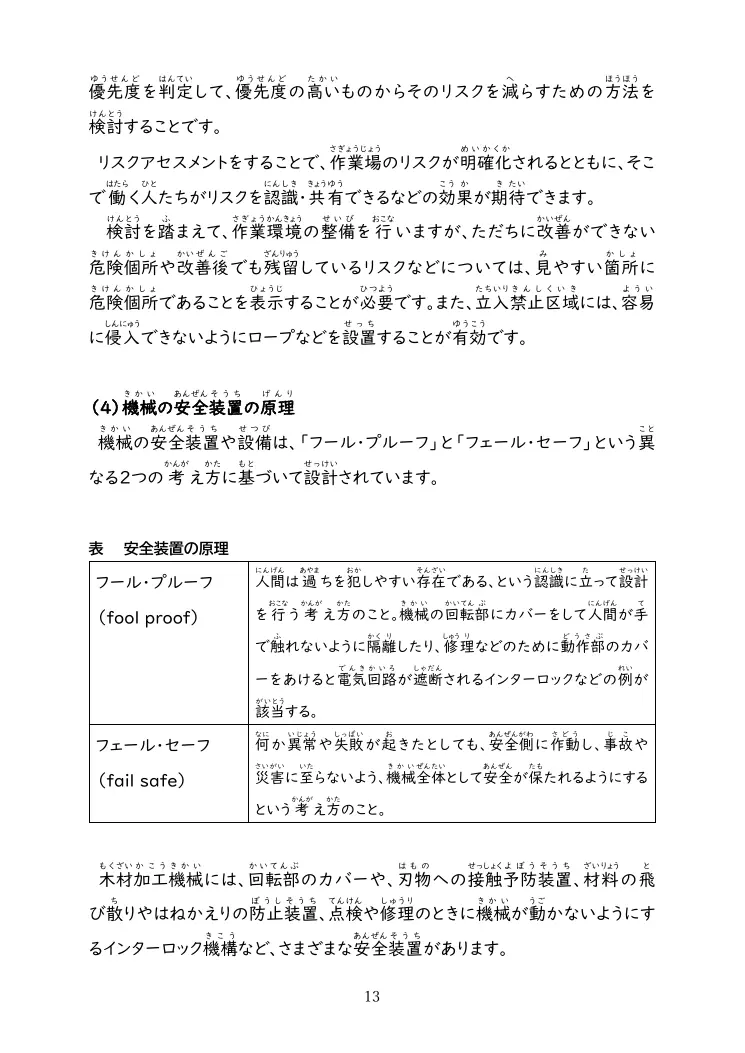 優先度を判定して、優先度の高いものからそのリスクを減らすための方法を
検討することです。
リスクアセスメントをすることで、作業場のリスクが明確化されるとともに、そこ
で働く人たちがリスクを認識・共有できるなどの効果が期待できます。
検討を踏まえて、作業環境の整備を行いますが、ただちに改善ができない
危険個所や改善後でも残留しているリスクなどについては、見やすい箇所に
危険個所であることを表示することが必要です。また、立入禁止区域には、容易
に侵入できないようにロープなどを設置することが有効です。
(4)機械の安全装置の原理
機械の安全装置や設備は、「フール・プルーフ」と「フェール・セーフ」という異
なる2つの考え方に基づいて設計されています。
表 安全装置の原理
フール・プルーフ
(fool proof)
人間は過ちを犯しやすい存在である、という認識に立って設計
を行う考え方のこと。機械の回転部にカバーをして人間が手
で触れないように隔離したり、修理などのために動作部のカバ
ーをあけると電気回路が遮断されるインターロックなどの例が
該当する。
フェール・セーフ
(fail safe)
何か異常や失敗が起きたとしても、安全側に作動し、事故や
災害に至らないよう、機械全体として安全が保たれるようにする
という考え方のこと。
木材加工機械には、回転部のカバーや、刃物への接触予防装置、材料の飛
び散りやはねかえりの防止装置、点検や修理のときに機械が動かないようにす
るインターロック機構など、さまざまな安全装置があります。
13